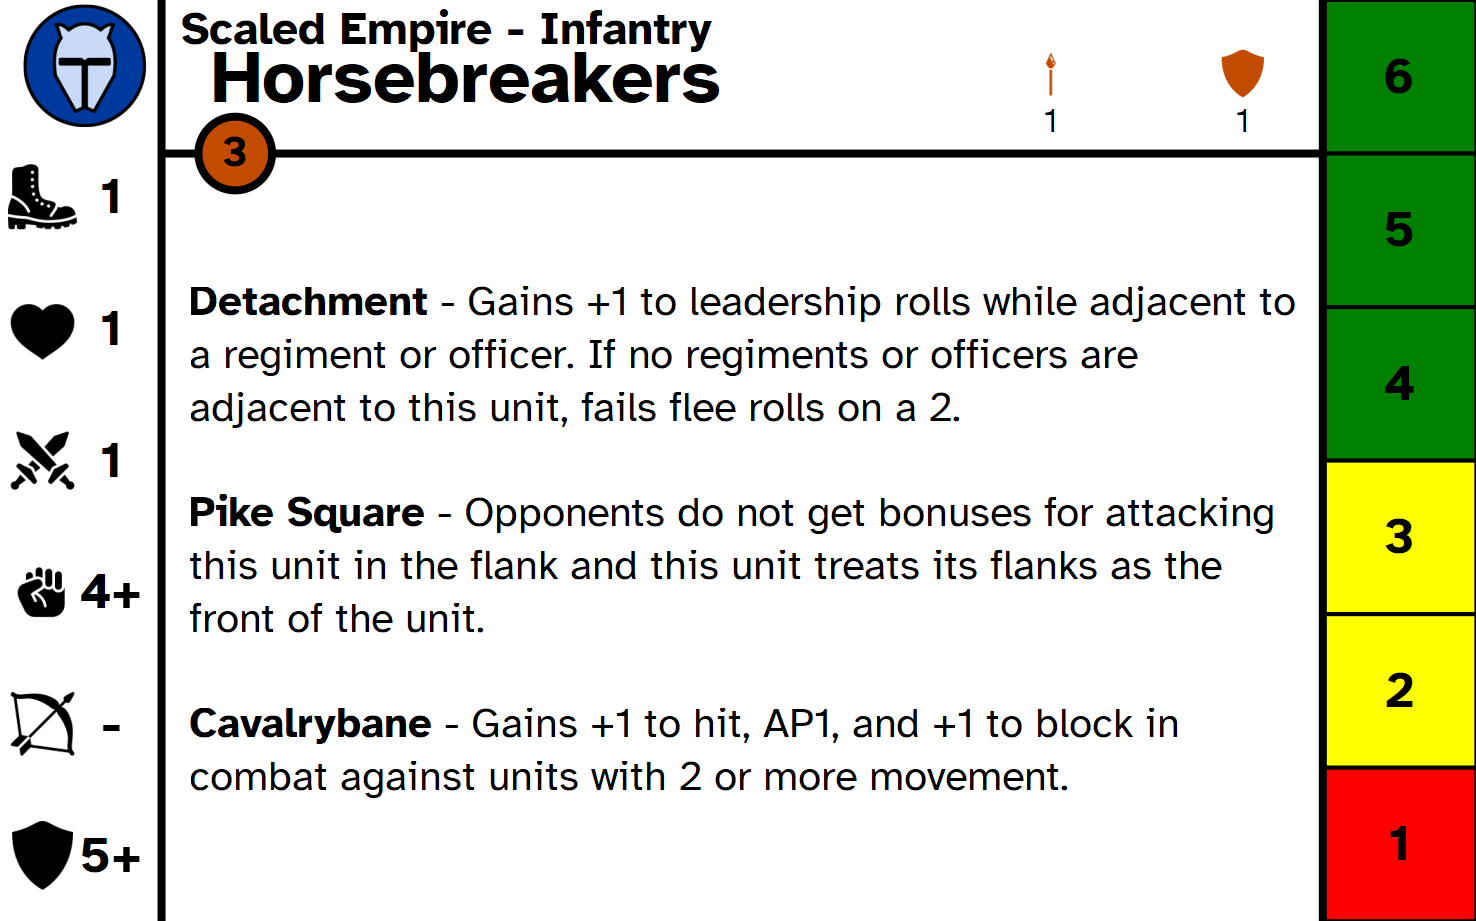 Scaled Empire - Infantry
Horsebreakers
1
1
3
1
1
1
4+
-
5+
Detachment - Gains +1 to leadership rolls while adjacent to
a regiment or officer. If no regiments or officers are
adjacent to this unit, fails flee rolls on a 2.
Pike Square - Opponents do not get bonuses for attacking
this unit in the flank and this unit treats its flanks as the
front of the unit.
Cavalrybane - Gains +1 to hit, AP1, and +1 to block in
combat against units with 2 or more movement.
6
5
4
3
2
1